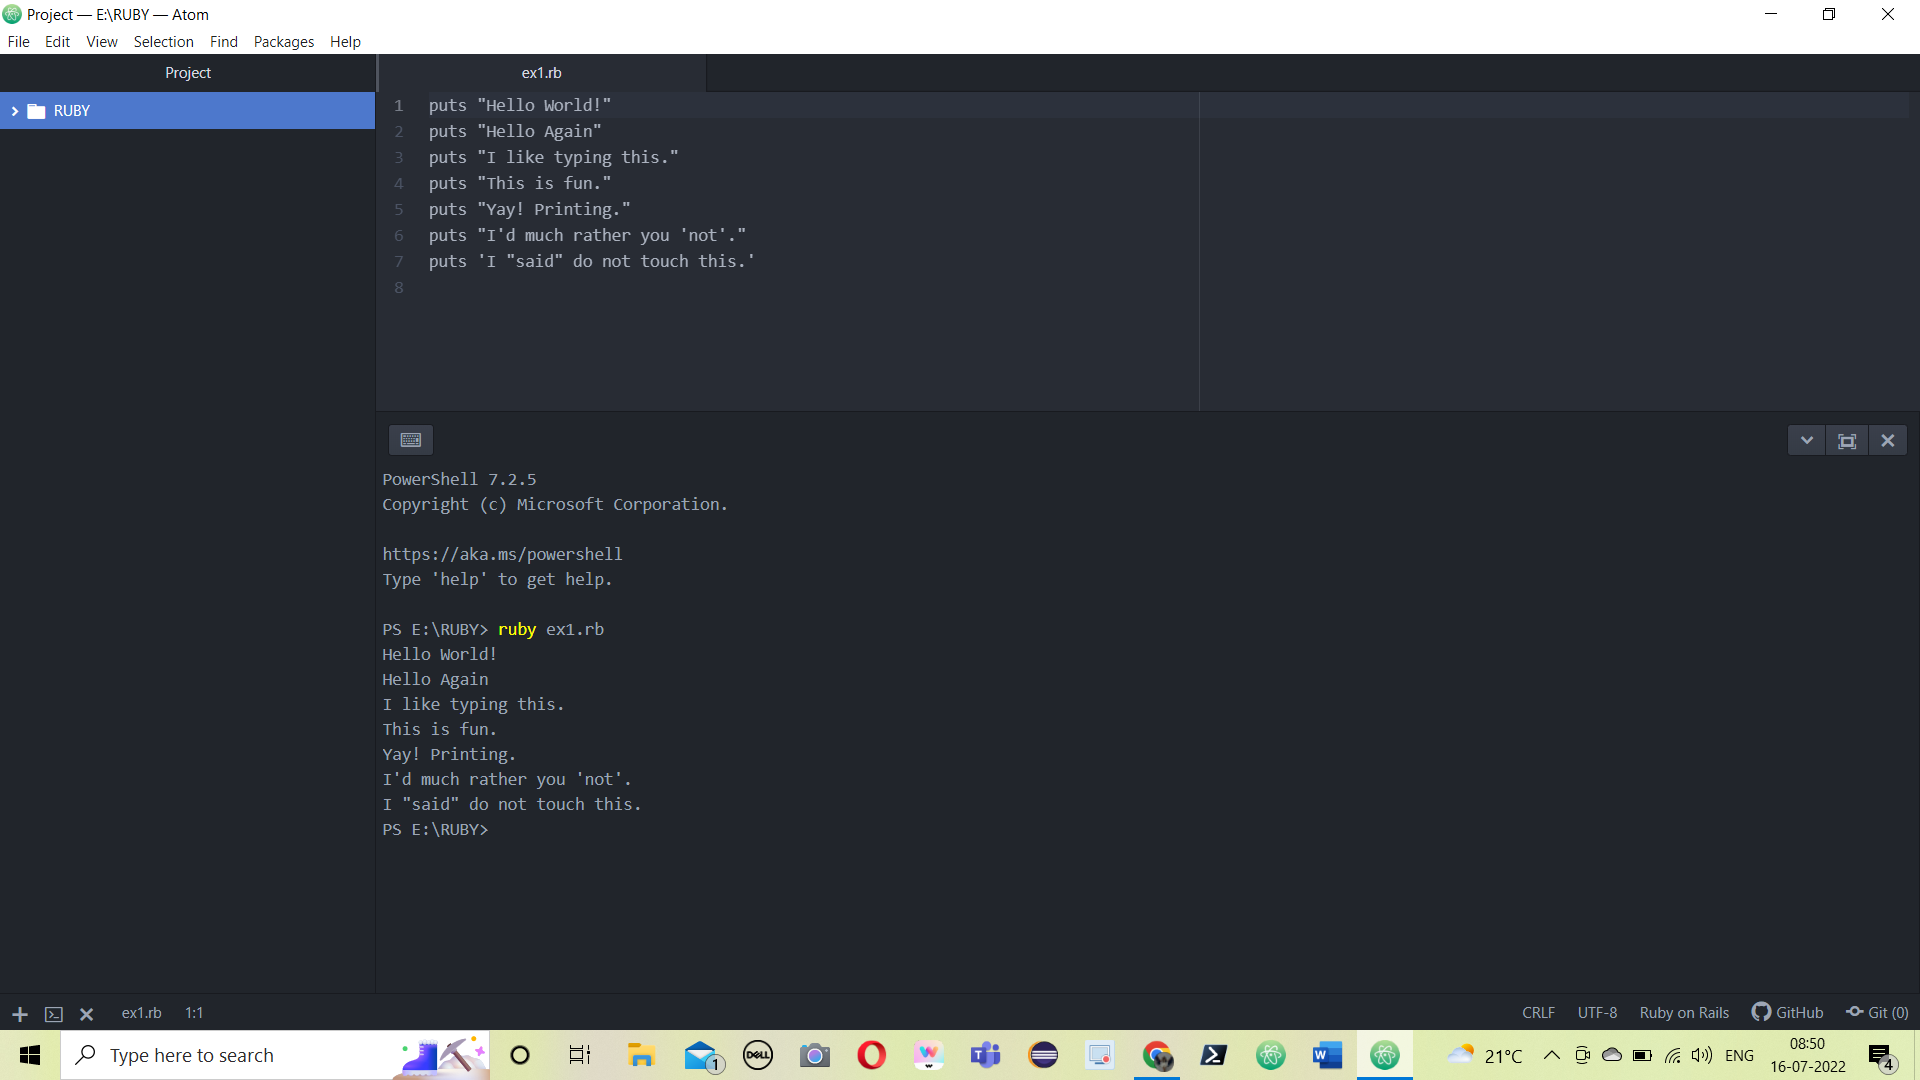 Project — E:\RUBY — Atom
File Edit View Selection Find Packages Help
Project
RUBY
ex1.rb
1 puts "Hello World!"
2 puts "Hello Again"
3 puts "I like typing this."
4 puts "This is fun."
5 puts "Yay! Printing."
6 puts "I'd much rather you 'not'."
7 puts 'I "said" do not touch this.'
8
PowerShell 7.2.5
Copyright (c) Microsoft Corporation.
https://aka.ms/powershell
Type 'help' to get help.
PS E:\RUBY> ruby ex1.rb
Hello World!
Hello Again
I like typing this.
This is fun.
Yay! Printing.
I'd much rather you 'not'.
I "said" do not touch this.
PS E:\RUBY>
ex1.rb 1:1 CRLF UTF-8 Ruby on Rails GitHub Git (0)
Type here to search
1
DELL
21°C
ENG
08:50
16-07-2022
4